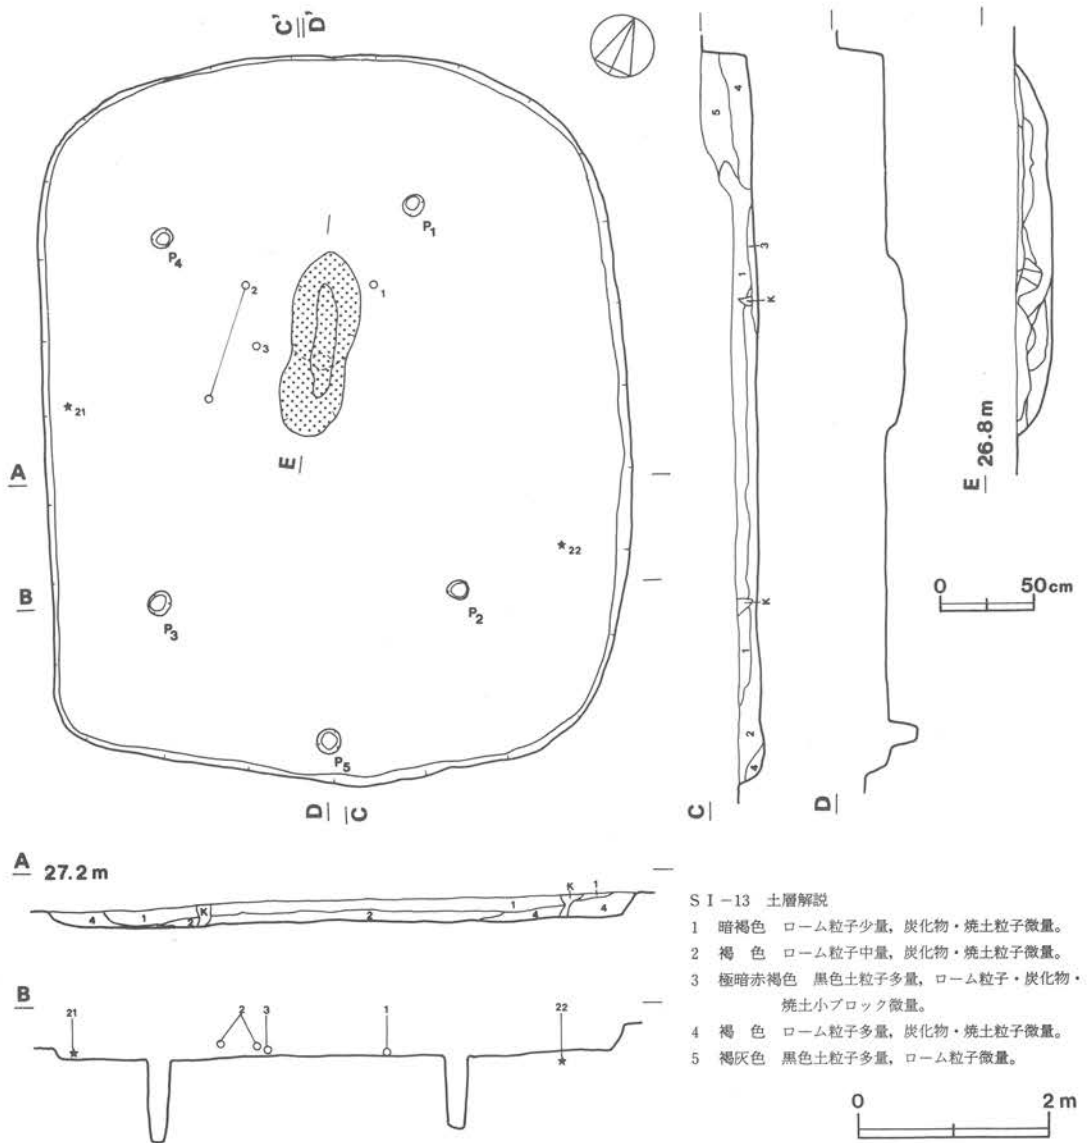 C' D'
4
5
P1
P4
1
2
3
3
1
K
21
E
26.8m
E
A
22
0 50cm
B
P3
P2
K
1
P5
2
4
D C
C
D
A 27.2m
K 1
4 1 2 K 2 1 4 4
B
21 2 3 1 22
SI-13 土層解説
1 暗褐色 ローム粒子少量，炭化物・焼土粒子微量。
2 褐 色 ローム粒子中量，炭化物・焼土粒子微量。
3 極暗赤褐色 黒色土粒子多量，ローム粒子・炭化物・
焼土小ブロック微量。
4 褐 色 ローム粒子多量，炭化物・焼土粒子微量。
5 褐灰色 黒色土粒子多量，ローム粒子微量。
0 2m